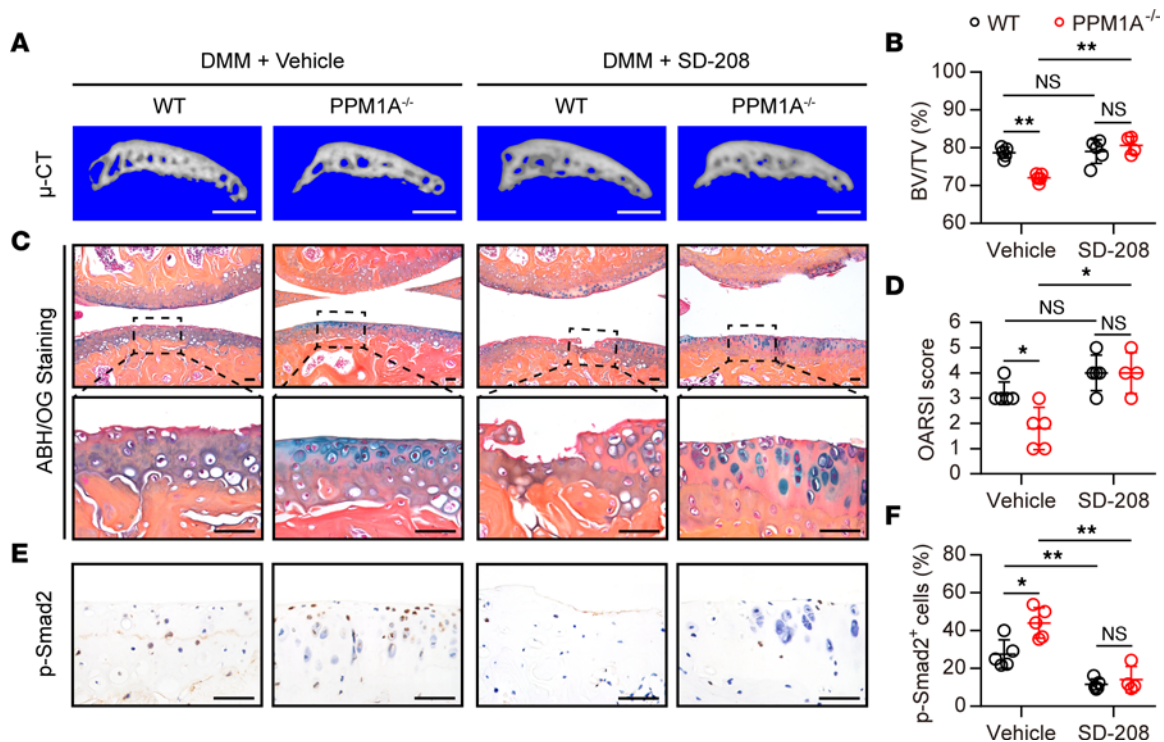 A
DMM + Vehicle
DMM + SD-208
WT
PPM1A-/-
WT
PPM1A-/-
µ-CT
B
WT
PPM1A-/-
**
NS
**
NS
BV/TV (%)
100
90
80
70
60
Vehicle
SD-208
C
ABH/OG Staining
D
*
NS
*
NS
OARSI score
6
5
4
3
2
1
0
Vehicle
SD-208
E
p-Smad2
F
**
**
*
NS
p-Smad2+ cells (%)
80
60
40
20
0
Vehicle
SD-208